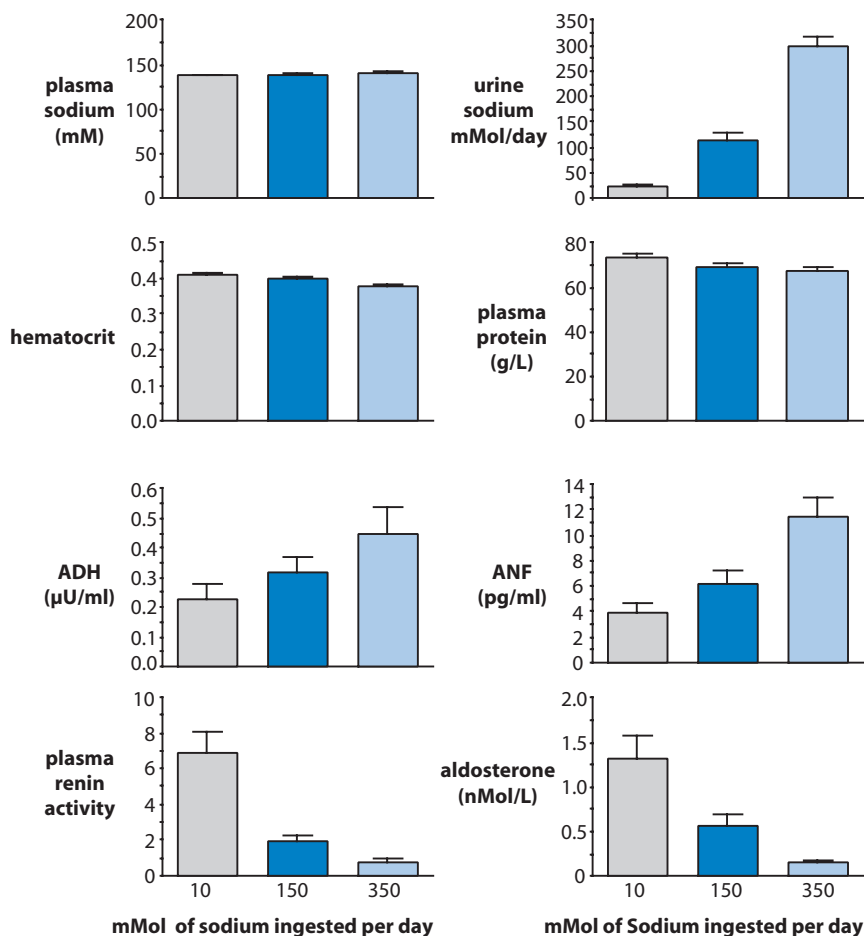 plasma
sodium
(mM)
200
150
100
50
0
urine
sodium
mMol/day
350
300
250
200
150
100
50
0
hematocrit
0.5
0.4
0.3
0.2
0.1
0.0
plasma
protein
(g/L)
80
60
40
20
0
ADH
(µU/ml)
0.6
0.5
0.4
0.3
0.2
0.1
0.0
ANF
(pg/ml)
14
12
10
8
6
4
2
0
plasma
renin
activity
10
8
6
4
2
0
10 150 350
mMol of sodium ingested per day
aldosterone
(nMol/L)
2.0
1.5
1.0
0.5
0
10 150 350
mMol of Sodium ingested per day